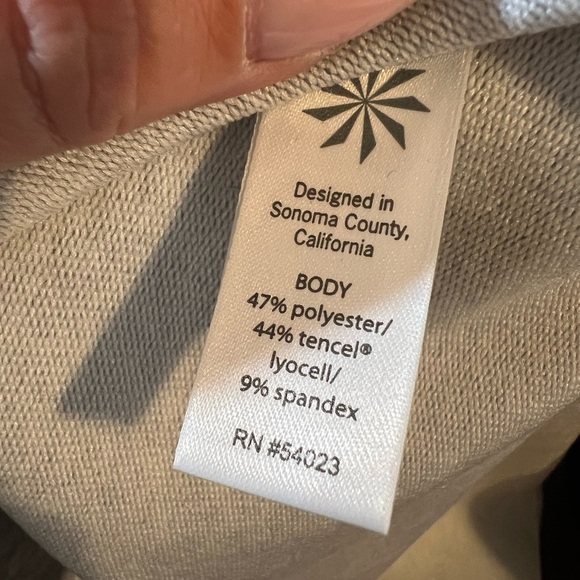 Designed in
Sonoma County,
California
BODY
47% polyester/
44% tencel®
lyocell/
9% spandex
RN #54023